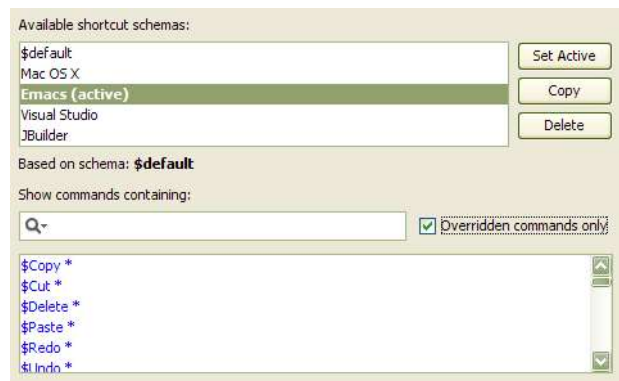 Available shortcut schemas:
$default
Mac OS X
Emacs (active)
Visual Studio
JBuilder
Set Active
Copy
Delete
Based on schema: $default
Show commands containing:
Overridden commands only
$Copy *
$Cut *
$Delete *
$Paste *
$Redo *
$Undo *